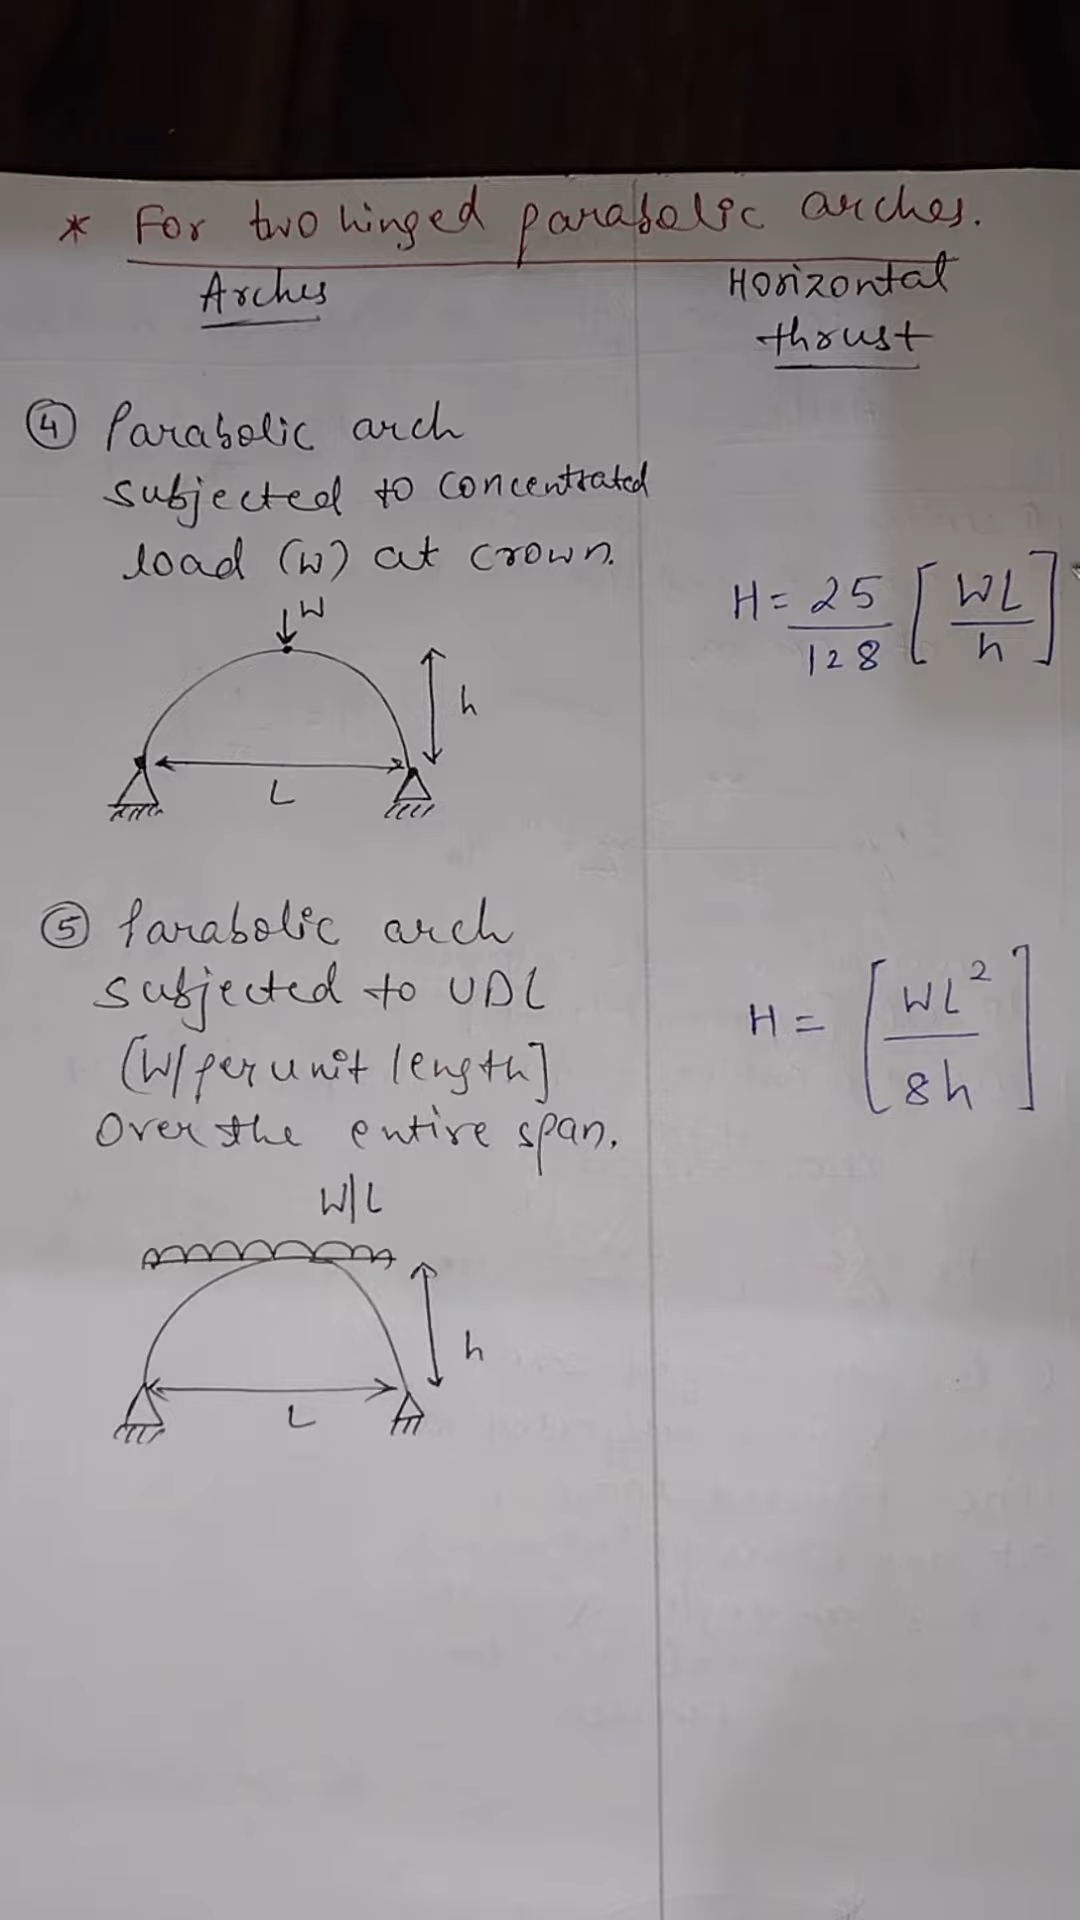 * For two hinged parabolic arches.
Arches
Horizontal
thrust
④ Parabolic arch
subjected to concentrated
load (W) at crown.
W
h
L
H = 25/128 [WL/h]
⑤ Parabolic arch
subjected to UDL
[W/per unit length]
Over the entire span.
H = [WL²/8h]
W/L
h
L